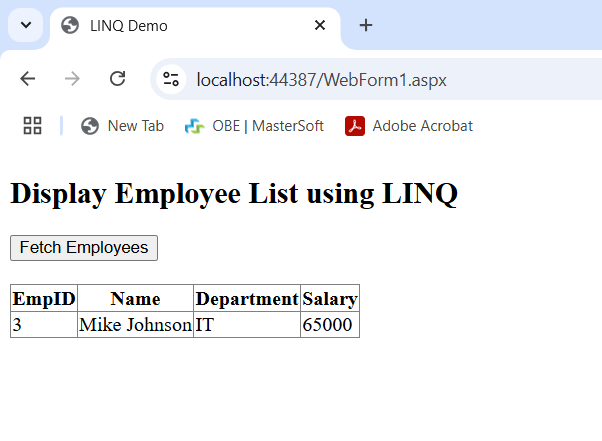 LINQ Demo
localhost:44387/WebForm1.aspx
New Tab OBE | MasterSoft Adobe Acrobat
Display Employee List using LINQ
Fetch Employees
EmpID Name Department Salary
3 Mike Johnson IT 65000